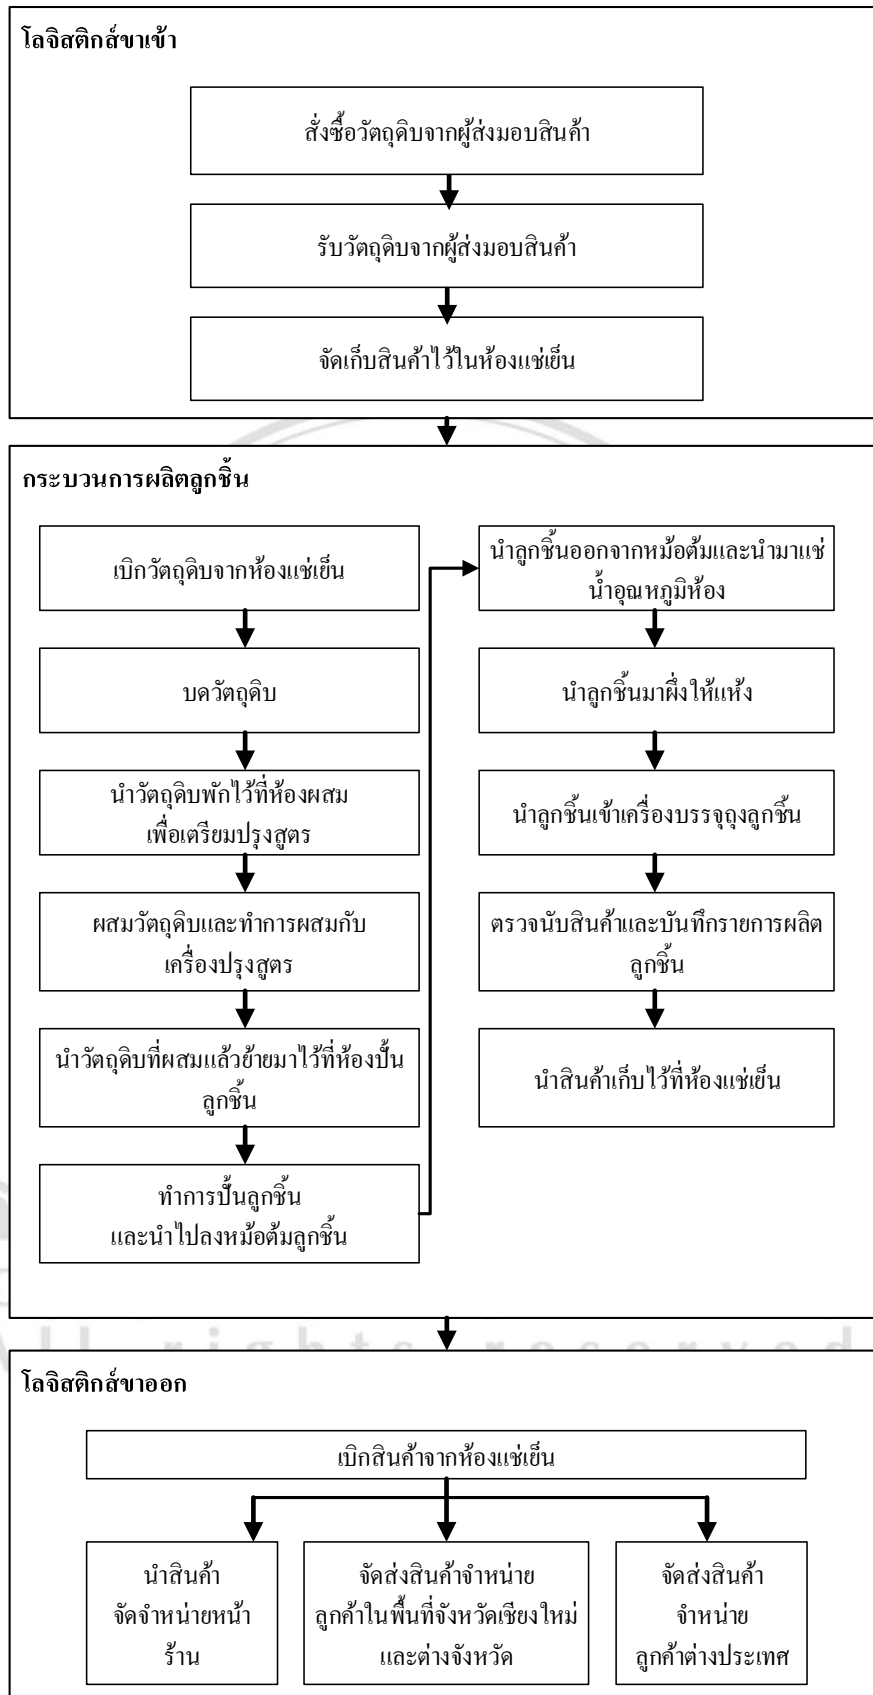 โลจิสติกส์ขาเข้า
สั่งซื้อวัตถุดิบจากผู้ส่งมอบสินค้า
รับวัตถุดิบจากผู้ส่งมอบสินค้า
จัดเก็บสินค้าไว้ในห้องแช่เย็น
กระบวนการผลิตลูกชิ้น
เบิกวัตถุดิบจากห้องแช่เย็น
บดวัตถุดิบ
นำวัตถุดิบพักไว้ที่ห้องผสม
เพื่อเตรียมปรุงสูตร
ผสมวัตถุดิบและทำการผสมกับ
เครื่องปรุงสูตร
นำวัตถุดิบที่ผสมแล้วย้ายมาไว้ที่ห้องปั้น
ลูกชิ้น
ทำการปั้นลูกชิ้น
และนำไปลงหม้อต้มลูกชิ้น
นำลูกชิ้นออกจากหม้อต้มและนำมาแช่
น้ำอุณหภูมิห้อง
นำลูกชิ้นมาผึ่งให้แห้ง
นำลูกชิ้นเข้าเครื่องบรรจุถุงลูกชิ้น
ตรวจนับสินค้าและบันทึกรายการผลิต
ลูกชิ้น
นำสินค้าเก็บไว้ที่ห้องแช่เย็น
All rights reserved
โลจิสติกส์ขาออก
เบิกสินค้าจากห้องแช่เย็น
นำสินค้า
จัดจำหน่ายหน้า
ร้าน
จัดส่งสินค้าจำหน่าย
ลูกค้าในพื้นที่จังหวัดเชียงใหม่
และต่างจังหวัด
จัดส่งสินค้า
จำหน่าย
ลูกค้าต่างประเทศ